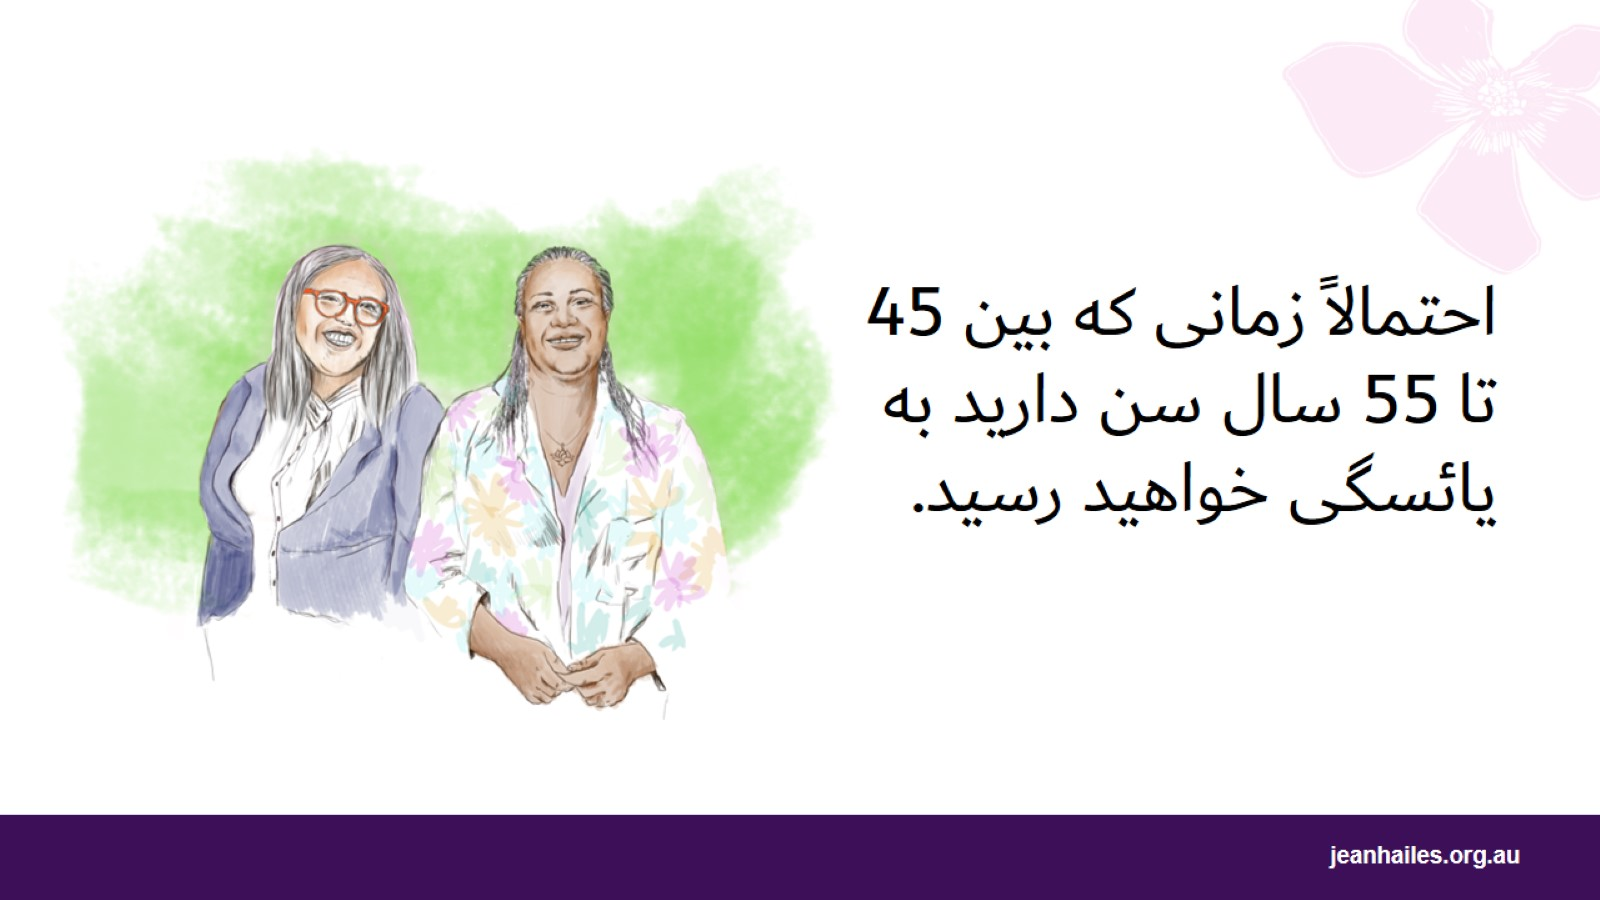 احتمالاً زمانی که بین 45
تا 55 سال سن دارید به
یائسگی خواهید رسید.
jeanhailes.org.au